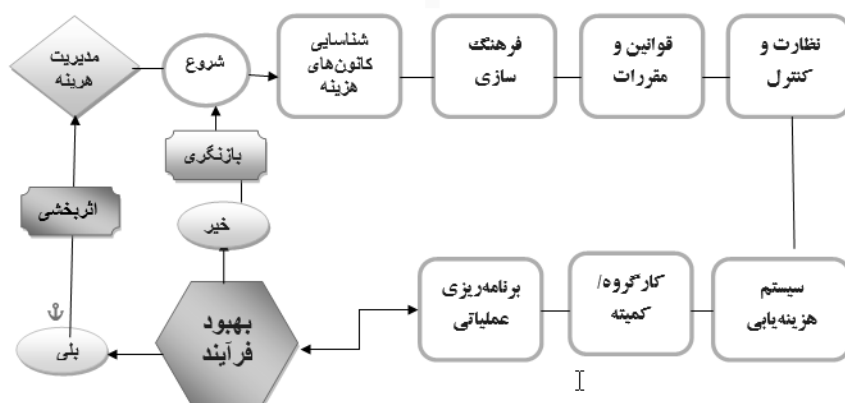 مدیریت
هرینه
شروع
شناسایی
کانون‌های
هزینه
فرهنگ
سازی
قوانین و
مقررات
نظارت و
کنترل
بازنگری
اثربخشی
خیر
بهبود
فرآیند
بلی
برنامه‌ریزی
عملیاتی
کارگروه/
کمیته
سیستم
هزینه‌یابی